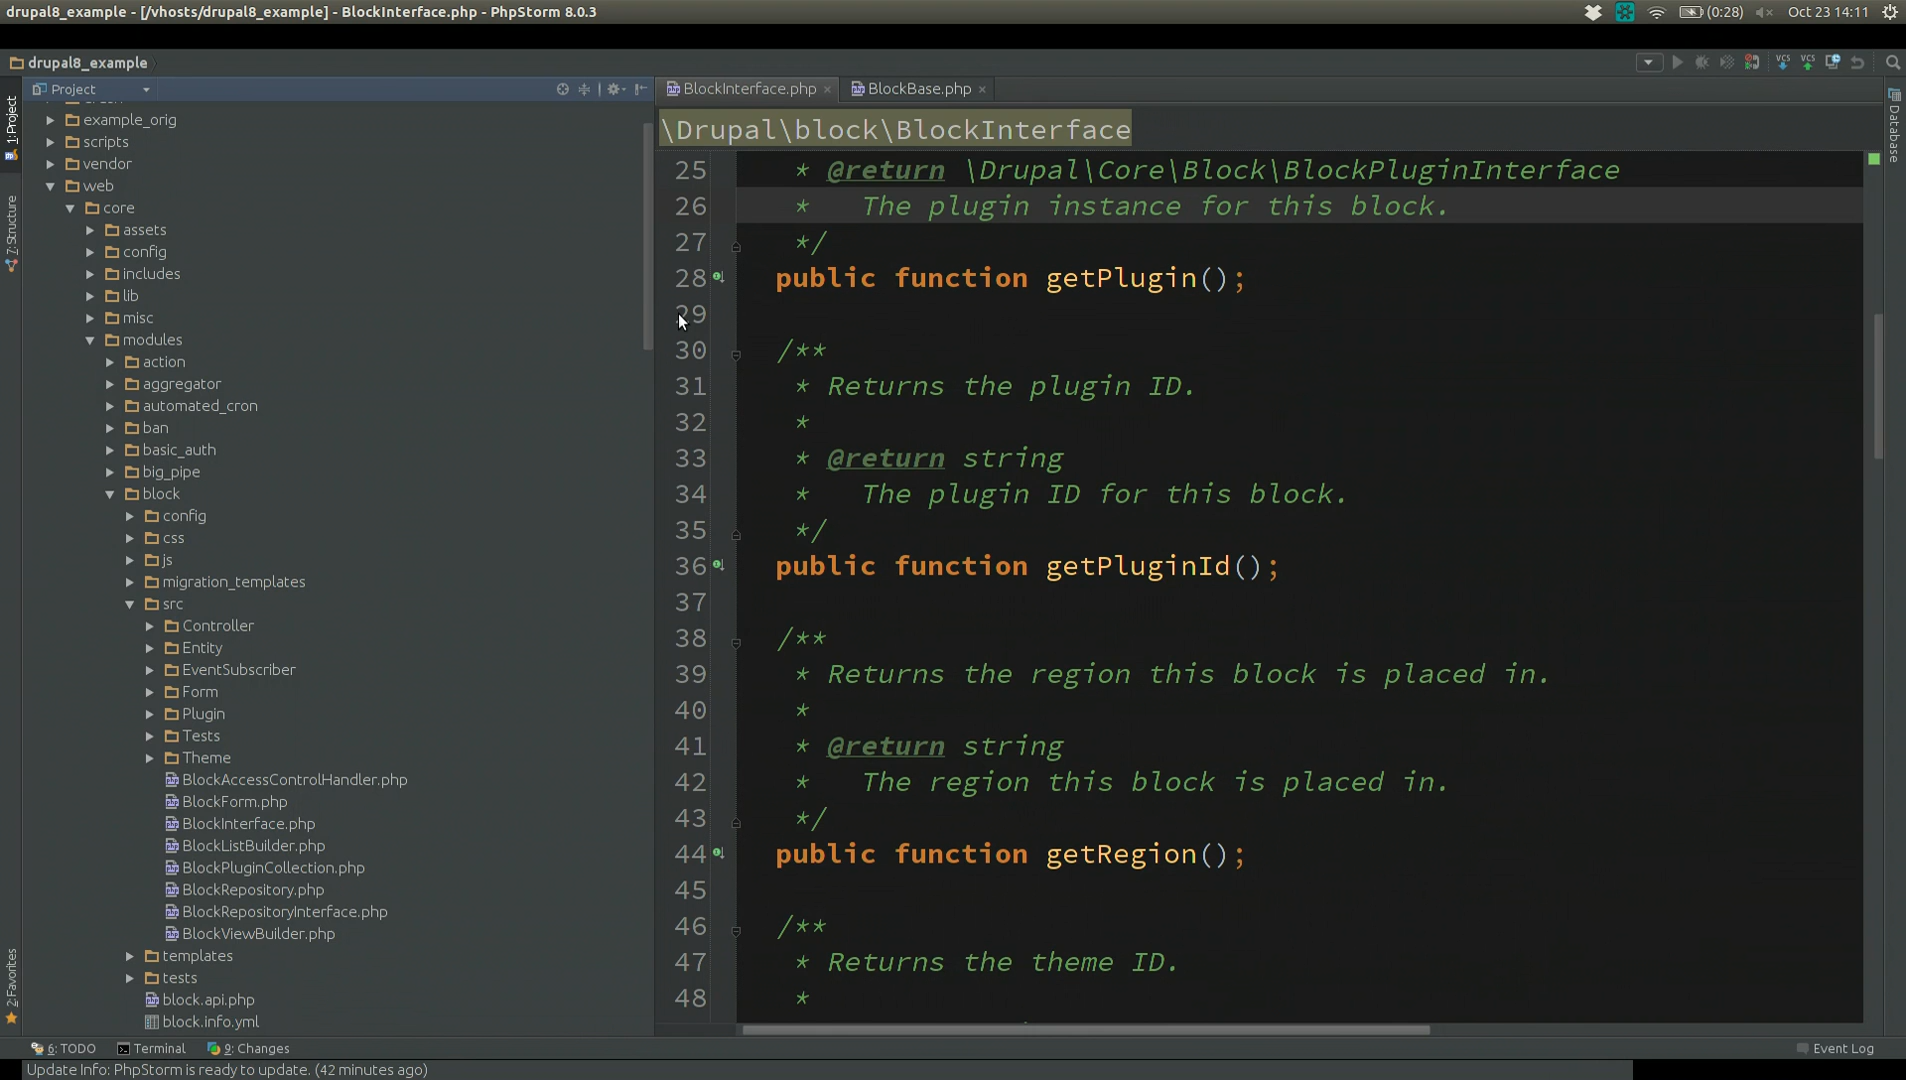 drupal8_example - [/vhosts/drupal8_example] - BlockInterface.php - PhpStorm 8.0.3
(0:28)
Oct 23 14:11
drupal8_example
Project
BlockInterface.php
BlockBase.php
\Drupal\block\BlockInterface
1: Project
7: Structure
2: Favorites
Database
example_orig
scripts
vendor
web
core
assets
config
includes
lib
misc
modules
action
aggregator
automated_cron
ban
basic_auth
big_pipe
block
config
css
js
migration_templates
src
Controller
Entity
EventSubscriber
Form
Plugin
Tests
Theme
BlockAccessControlHandler.php
BlockForm.php
BlockInterface.php
BlockListBuilder.php
BlockPluginCollection.php
BlockRepository.php
BlockRepositoryInterface.php
BlockViewBuilder.php
templates
tests
block.api.php
block.info.yml
25 * @return \Drupal\Core\Block\BlockPluginInterface
26 * The plugin instance for this block.
27 */
28 public function getPlugin();
29
30 /**
31 * Returns the plugin ID.
32 *
33 * @return string
34 * The plugin ID for this block.
35 */
36 public function getPluginId();
37
38 /**
39 * Returns the region this block is placed in.
40 *
41 * @return string
42 * The region this block is placed in.
43 */
44 public function getRegion();
45
46 /**
47 * Returns the theme ID.
48 *
6: TODO
Terminal
9: Changes
Event Log
Update Info: PhpStorm is ready to update. (42 minutes ago)